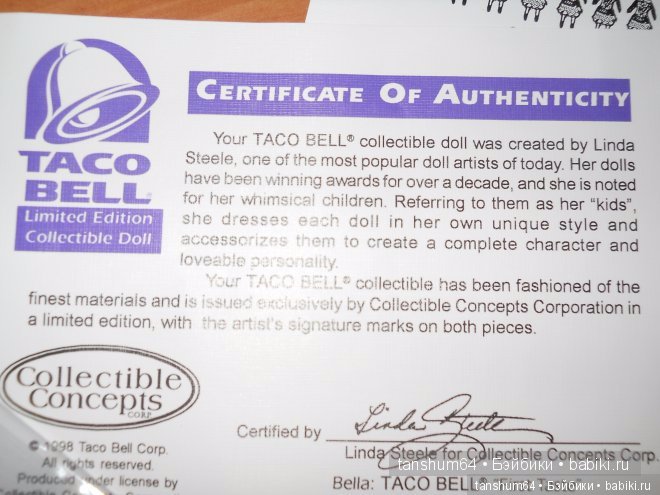 TACO
BELL
Limited Edition
Collectible Doll
CERTIFICATE OF AUTHENTICITY
Your TACO BELL® collectible doll was created by Linda
Steele, one of the most popular doll artists of today. Her dolls
have been winning awards for over a decade, and she is noted
for her whimsical children. Referring to them as her "kids",
she dresses each doll in her own unique style and
accessorizes them to create a complete character and
loveable personality.
Your TACO BELL® collectible has been fashioned of the
finest materials and is issued exclusively by Collectible Concepts Corporation in
a limited edition, with the artist's signature marks on both pieces.
Collectible
Concepts
CORP.
© 1998 Taco Bell Corp.
All rights reserved.
Produced under license by
Certified by Linda Steele
Linda Steele for Collectible Concepts Corp.
Bella: TACO BELL®
tanshum64 • Бэйбики • babiki.ru
tanshum64 • Бэйбики • babiki.ru